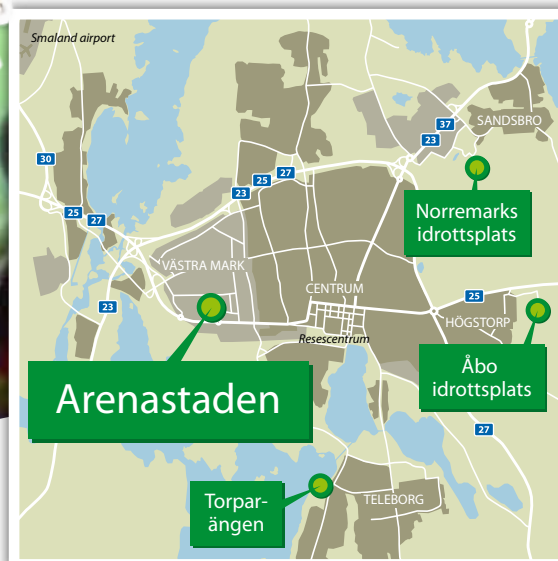 Smaland airport
SANDSBRO
37
23
30
Norremarks
idrottsplats
27
25
23
25
27
VÄSTRA MARK
CENTRUM
25
23
HÖGSTORP
Resescentrum
Åbo
idrottsplats
Arenastaden
27
Torpar-
ängen
TELEBORG